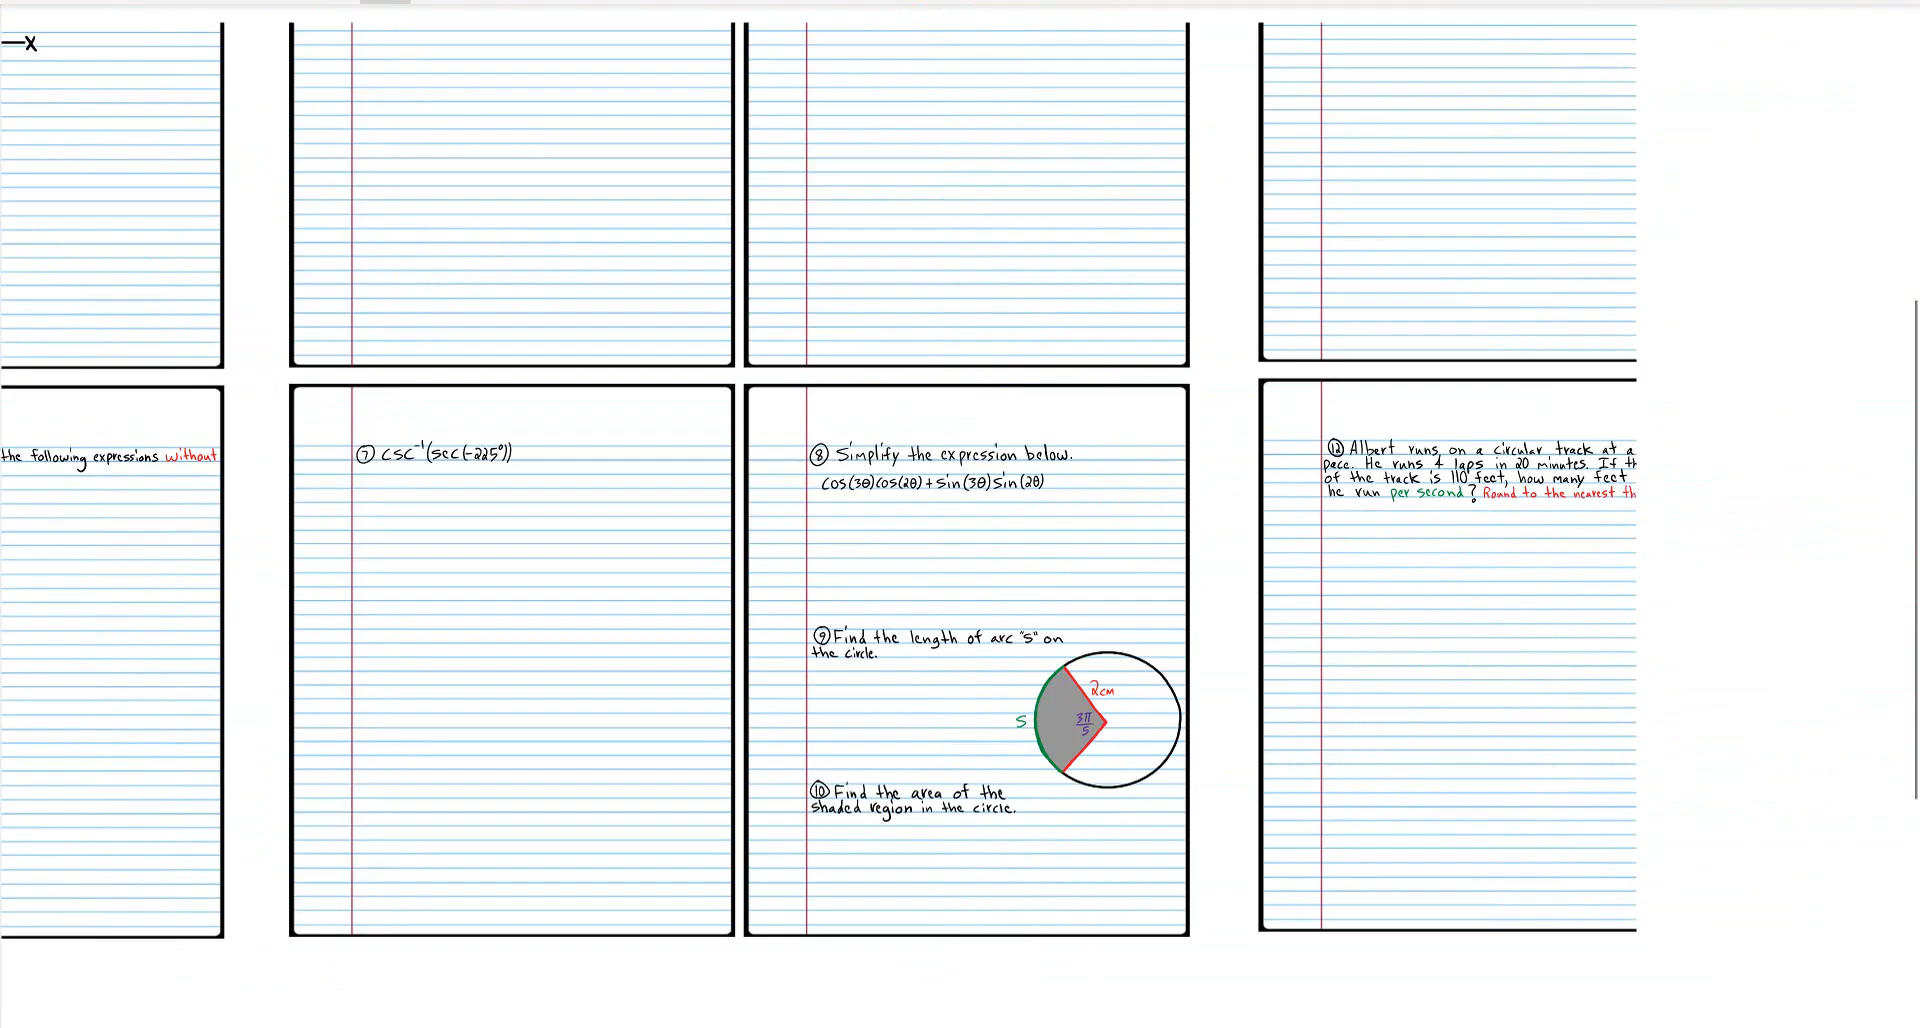 X
the following expressions without
⑦ csc⁻¹(sec(-225°))
⑧ Simplify the expression below.
cos(3θ)cos(2θ)+sin(3θ)sin(2θ)
⑨ Find the length of arc "s" on
the circle.
2cm
S
3π/5
⑩ Find the area of the
shaded region in the circle.
⑫ Albert runs on a circular track at a
pace. He runs 4 laps in 20 minutes. If
of the track is 110 feet, how many feet
he run per second? Round to the nearest